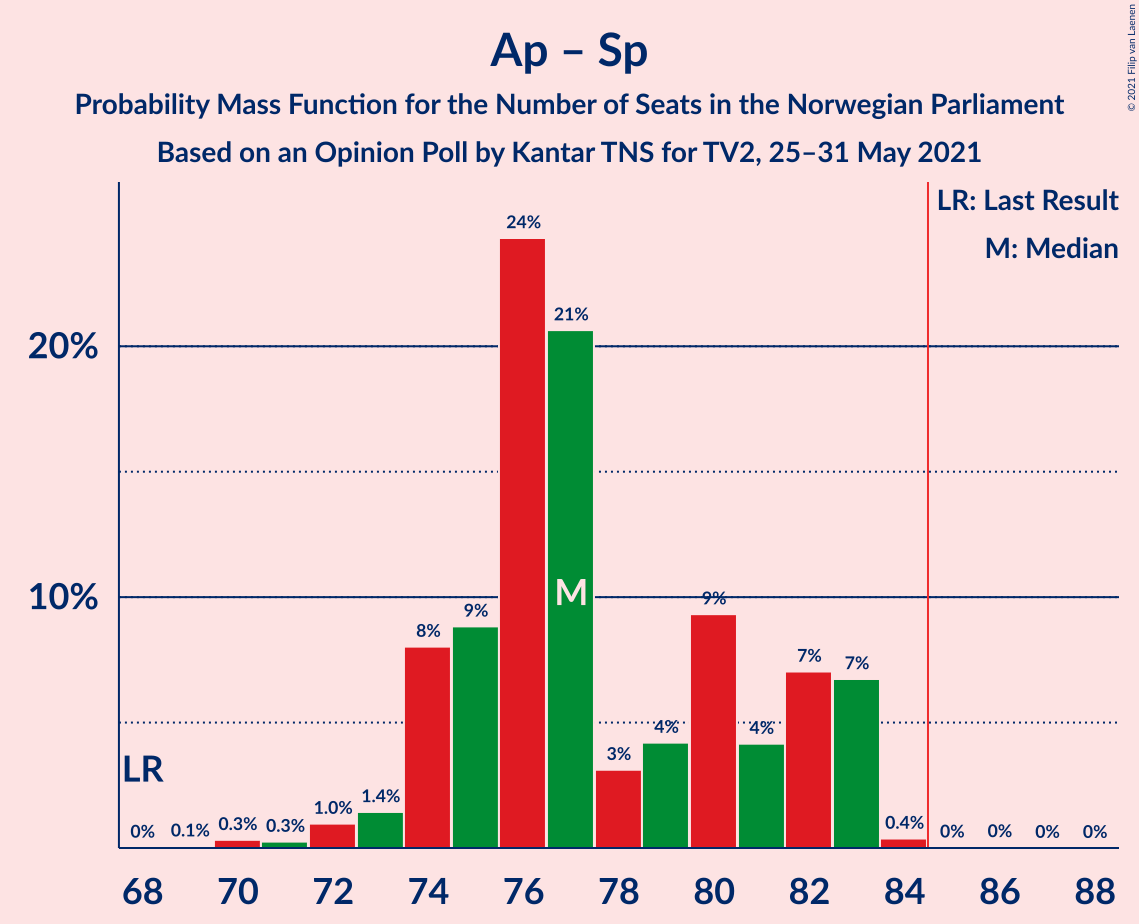 Ap – Sp
Probability Mass Function for the Number of Seats in the Norwegian Parliament
Based on an Opinion Poll by Kantar TNS for TV2, 25–31 May 2021
© 2021 Filip van Laenen
LR: Last Result
M: Median
20%
10%
LR
M
0%
0.1%
0.3%
0.3%
1.0%
1.4%
8%
9%
24%
21%
3%
4%
9%
4%
7%
7%
0.4%
0%
0%
0%
0%
68 70 72 74 76 78 80 82 84 86 88